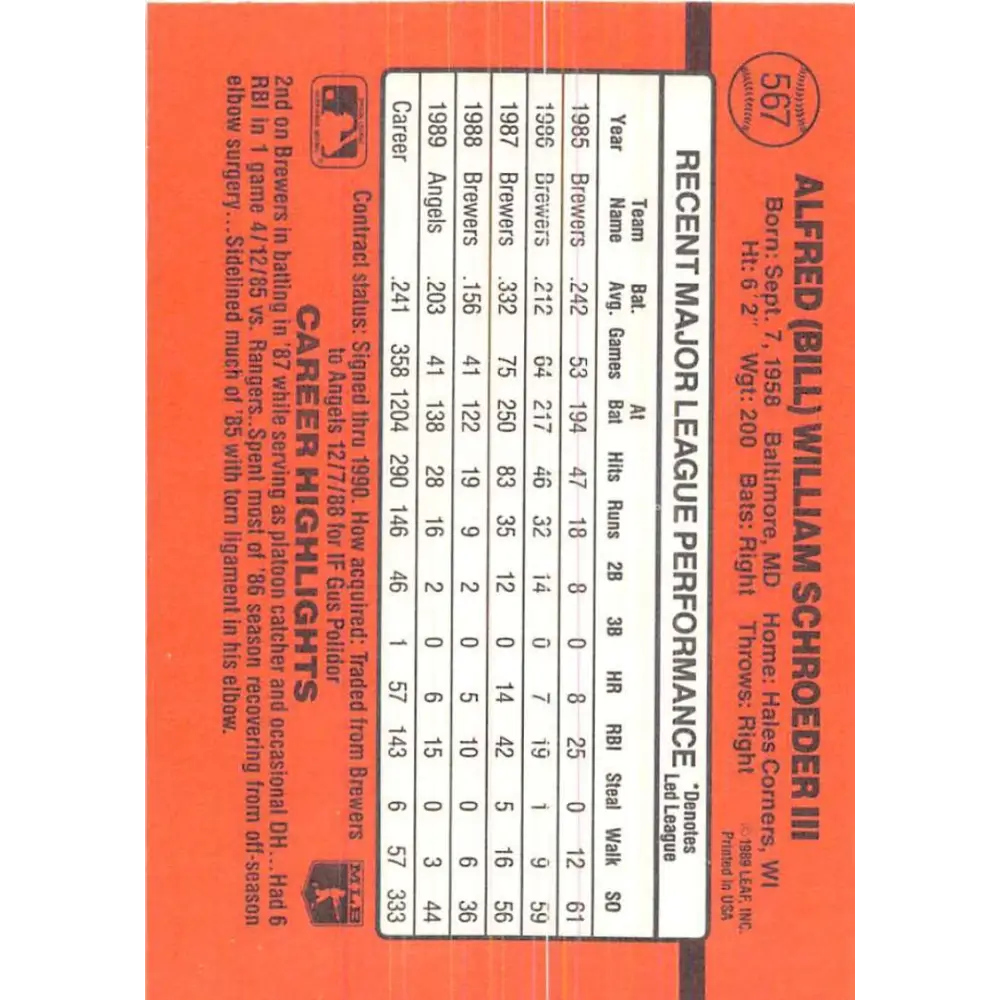 567
ALFRED (BILL) WILLIAM SCHROEDER III
Born: Sept. 7, 1958 Baltimore, MD Home: Hales Corners, WI
Ht: 6'2" Wgt: 200 Bats: Right Throws: Right
© 1989 LEAF, INC.
Printed in USA
RECENT MAJOR LEAGUE PERFORMANCE *Denotes Led League
Year Team Name Bat. Avg. Games At Bat Hits Runs 2B 3B HR RBI Steal Walk SO
1985 Brewers .242 53 194 47 18 8 0 8 25 0 12 61
1986 Brewers .212 64 217 46 32 14 0 7 19 1 9 59
1987 Brewers .332 75 250 83 35 12 0 14 42 5 16 56
1988 Brewers .156 41 122 19 9 2 0 5 10 0 6 36
1989 Angels .203 41 138 28 16 2 0 6 15 0 3 44
Career .241 358 1204 290 146 46 1 57 143 6 57 333
Contract status: Signed thru 1990. How acquired: Traded from Brewers
to Angels 12/7/88 for IF Gus Polidor
MLB
CAREER HIGHLIGHTS
2nd on Brewers in batting in '87 while serving as platoon catcher and occasional DH...Had 6
RBI in 1 game 4/12/85 vs. Rangers..Spent most of '86 season recovering from off-season
elbow surgery...Sidelined much of '85 with torn ligament in his elbow.